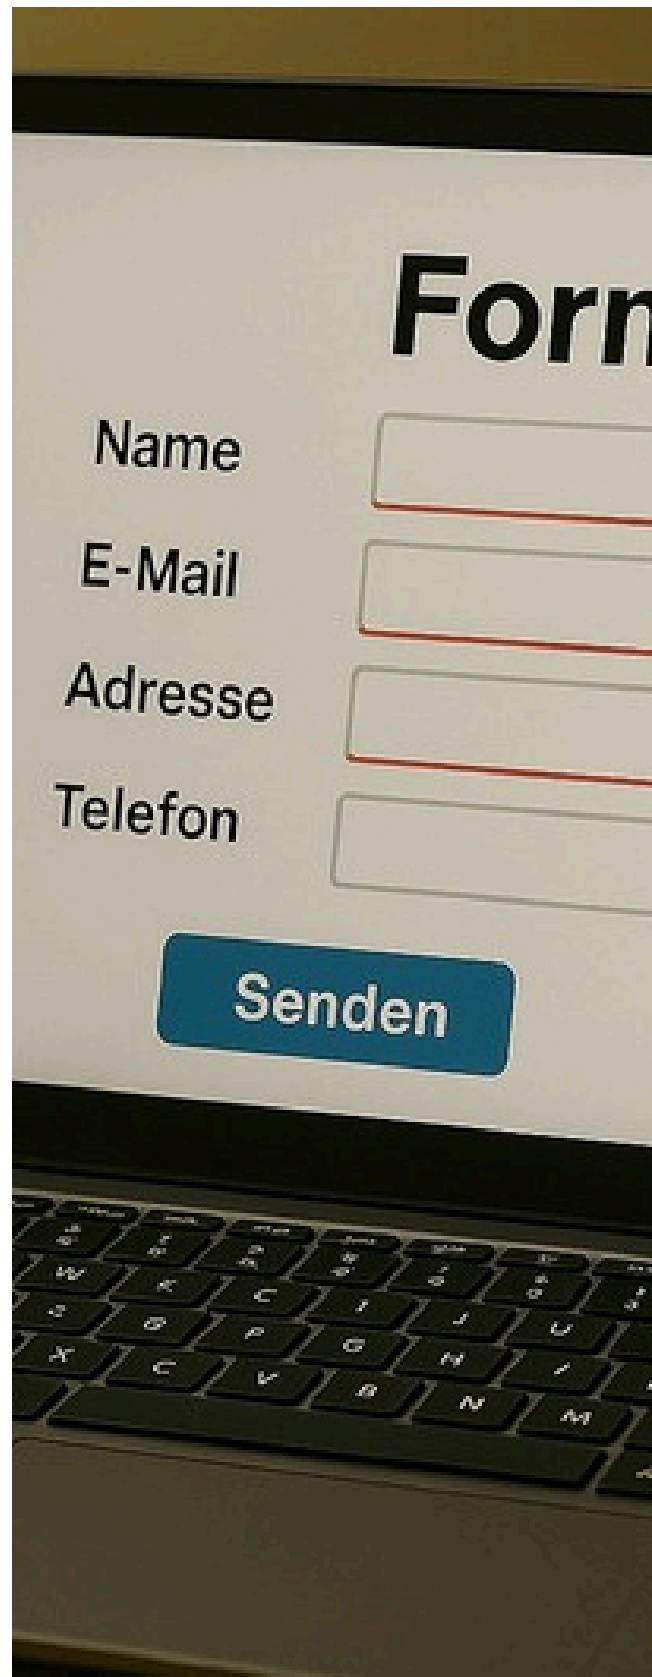 Form
Name
E-Mail
Adresse
Telefon
Senden
W K C I J U
G H
X C V B N M